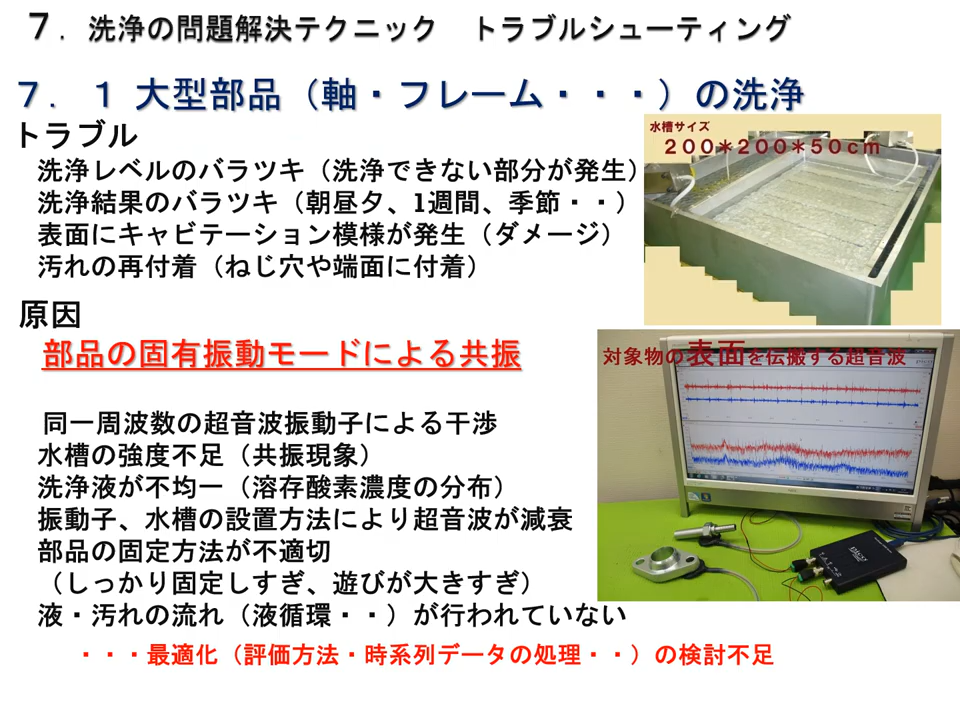 ７．洗浄の問題解決テクニック　トラブルシューティング
７．１ 大型部品（軸・フレーム・・・）の洗浄
トラブル
洗浄レベルのバラツキ（洗浄できない部分が発生）
洗浄結果のバラツキ（朝昼夕、1週間、季節・・）
表面にキャビテーション模様が発生（ダメージ）
汚れの再付着（ねじ穴や端面に付着）
水槽サイズ
２００＊２００＊５０ｃｍ
原因
部品の固有振動モードによる共振
同一周波数の超音波振動子による干渉
水槽の強度不足（共振現象）
洗浄液が不均一（溶存酸素濃度の分布）
振動子、水槽の設置方法により超音波が減衰
部品の固定方法が不適切
（しっかり固定しすぎ、遊びが大きすぎ）
液・汚れの流れ（液循環・・）が行われていない
・・・最適化（評価方法・時系列データの処理・・）の検討不足
対象物の表面を伝搬する超音波